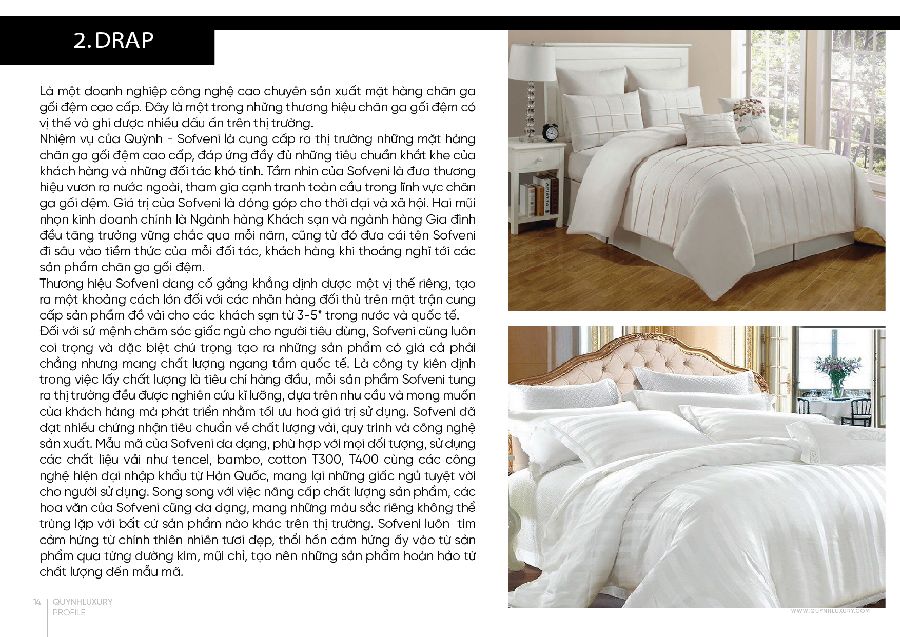 2.DRAP
Là một doanh nghiệp công nghệ cao chuyên sản xuất mặt hàng chăn ga
gối đệm cao cấp. Đây là một trong những thương hiệu chăn ga gối đệm có
vị thế và ghi được nhiều dấu ấn trên thị trường.
Nhiệm vụ của Quỳnh - Sofveni là cung cấp ra thị trường những mặt hàng
chăn ga gối đệm cao cấp, đáp ứng đầy đủ những tiêu chuẩn khắt khe của
khách hàng và những đối tác khó tính. Tầm nhìn của Sofveni là đưa thương
hiệu vươn ra nước ngoài, tham gia cạnh tranh toàn cầu trong lĩnh vực chăn
ga gối đệm. Giá trị của Sofveni là đóng góp cho thời đại và xã hội. Hai mũi
nhọn kinh doanh chính là Ngành hàng Khách sạn và ngành hàng Gia đình
đều tăng trưởng vững chắc qua mỗi năm, cũng từ đó đưa cái tên Sofveni
đi sâu vào tiềm thức của mỗi đối tác, khách hàng khi thoáng nghĩ tới các
sản phẩm chăn ga gối đệm.
Thương hiệu Sofveni đang cố gắng khẳng định được một vị thế riêng, tạo
ra một khoảng cách lớn đối với các nhãn hàng đối thủ trên mặt trận cung
cấp sản phẩm đồ vải cho các khách sạn từ 3-5* trong nước và quốc tế.
Đối với sứ mệnh chăm sóc giấc ngủ cho người tiêu dùng, Sofveni cũng luôn
coi trọng và đặc biệt chú trọng tạo ra những sản phẩm có giá cả phải
chăng nhưng mang chất lượng ngang tầm quốc tế. Là công ty kiên định
trong việc lấy chất lượng là tiêu chí hàng đầu, mỗi sản phẩm Sofveni tung
ra thị trường đều được nghiên cứu kĩ lưỡng, dựa trên nhu cầu và mong muốn
của khách hàng mà phát triển nhằm tối ưu hoá giá trị sử dụng. Sofveni đã
đạt nhiều chứng nhận tiêu chuẩn về chất lượng vải, quy trình và công nghệ
sản xuất. Mẫu mã của Sofveni đa dạng, phù hợp với mọi đối tượng, sử dụng
các chất liệu vải như tencel, bambo, cotton T300, T400 cùng các công
nghệ hiện đại nhập khẩu từ Hàn Quốc, mang lại những giấc ngủ tuyệt vời
cho người sử dụng. Song song với việc nâng cấp chất lượng sản phẩm, các
hoa văn của Sofveni cũng đa dạng, mang những màu sắc riêng không thể
trùng lặp với bất cứ sản phẩm nào khác trên thị trường. Sofveni luôn tìm
cảm hứng từ chính thiên nhiên tươi đẹp, thổi hồn cảm hứng ấy vào từ sản
phẩm qua từng đường kim, mũi chỉ, tạo nên những sản phẩm hoàn hảo từ
chất lượng đến mẫu mã.
14
QUYNHLUXURY
PROFILE
WWW.QUYNHLUXURY.COM